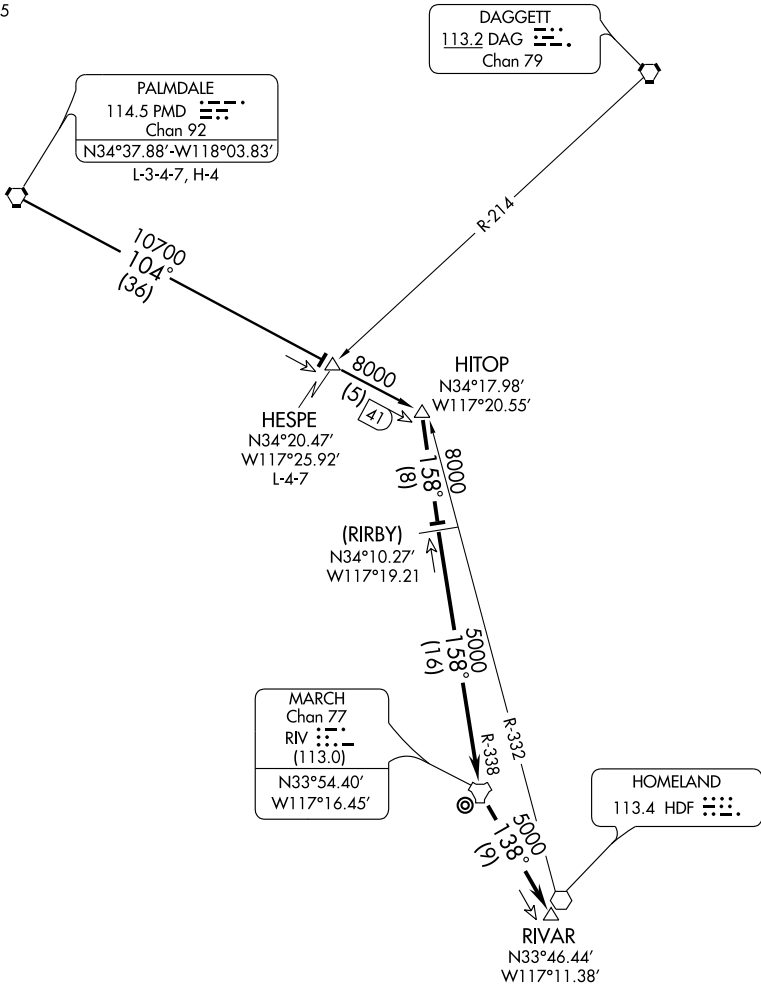 5
DAGGETT
113.2 DAG
Chan 79
PALMDALE
114.5 PMD
Chan 92
N34°37.88’-W118°03.83’
L-3-4-7, H-4
R-214
10700
104°
(36)
8000
(5)
41
HITOP
N34°17.98’
W117°20.55’
HESPE
N34°20.47’
W117°25.92’
L-4-7
8000
158°
(8)
(RIRBY)
N34°10.27’
W117°19.21
5000
158°
(16)
MARCH
Chan 77
RIV
(113.0)
N33°54.40’
W117°16.45’
R-338
R-332
HOMELAND
113.4 HDF
5000
138°
(9)
RIVAR
N33°46.44’
W117°11.38’